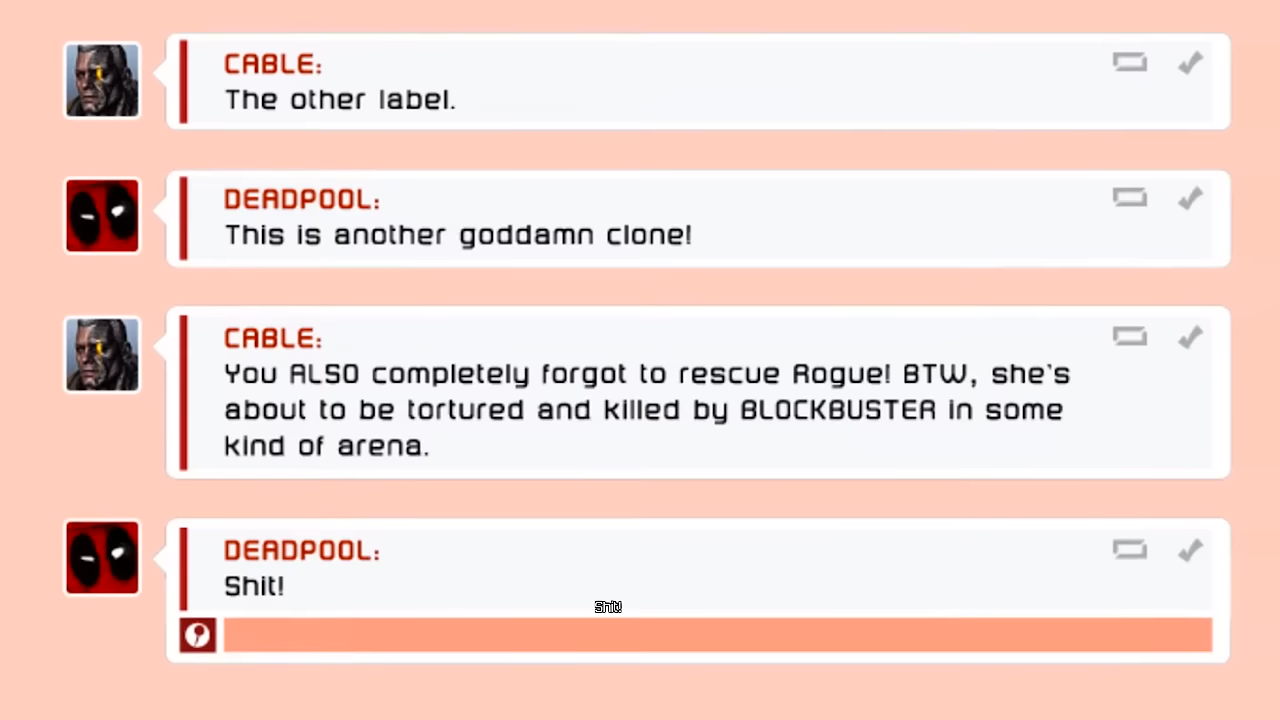 CABLE:
The other label.
DEADPOOL:
This is another goddamn clone!
CABLE:
You ALSO completely forgot to rescue Rogue! BTW, she's
about to be tortured and killed by BLOCKBUSTER in some
kind of arena.
DEADPOOL:
Shit!
Shit!